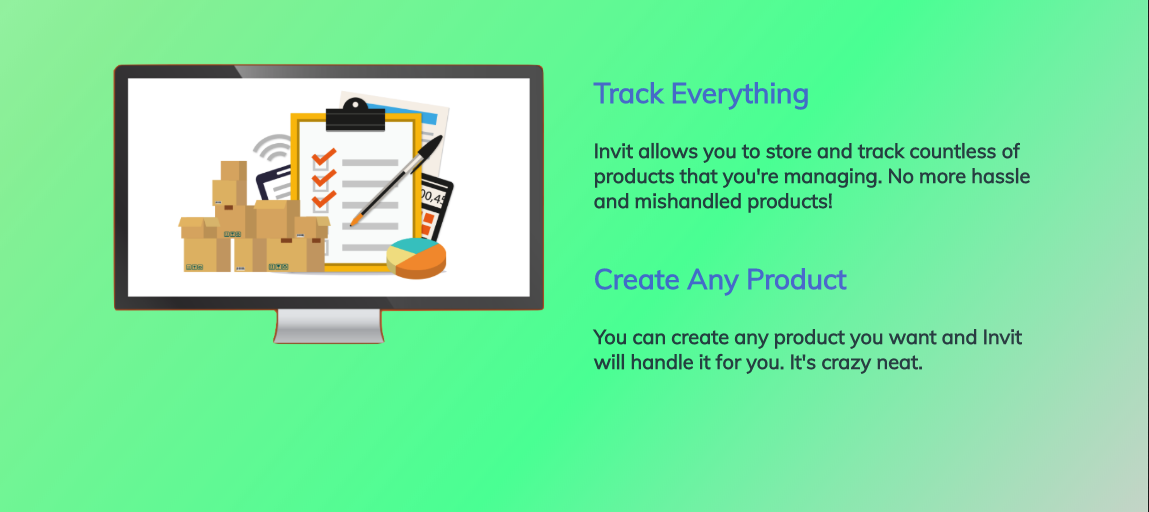 Track Everything
Invit allows you to store and track countless of
products that you're managing. No more hassle
and mishandled products!
Create Any Product
You can create any product you want and Invit
will handle it for you. It's crazy neat.
00,45